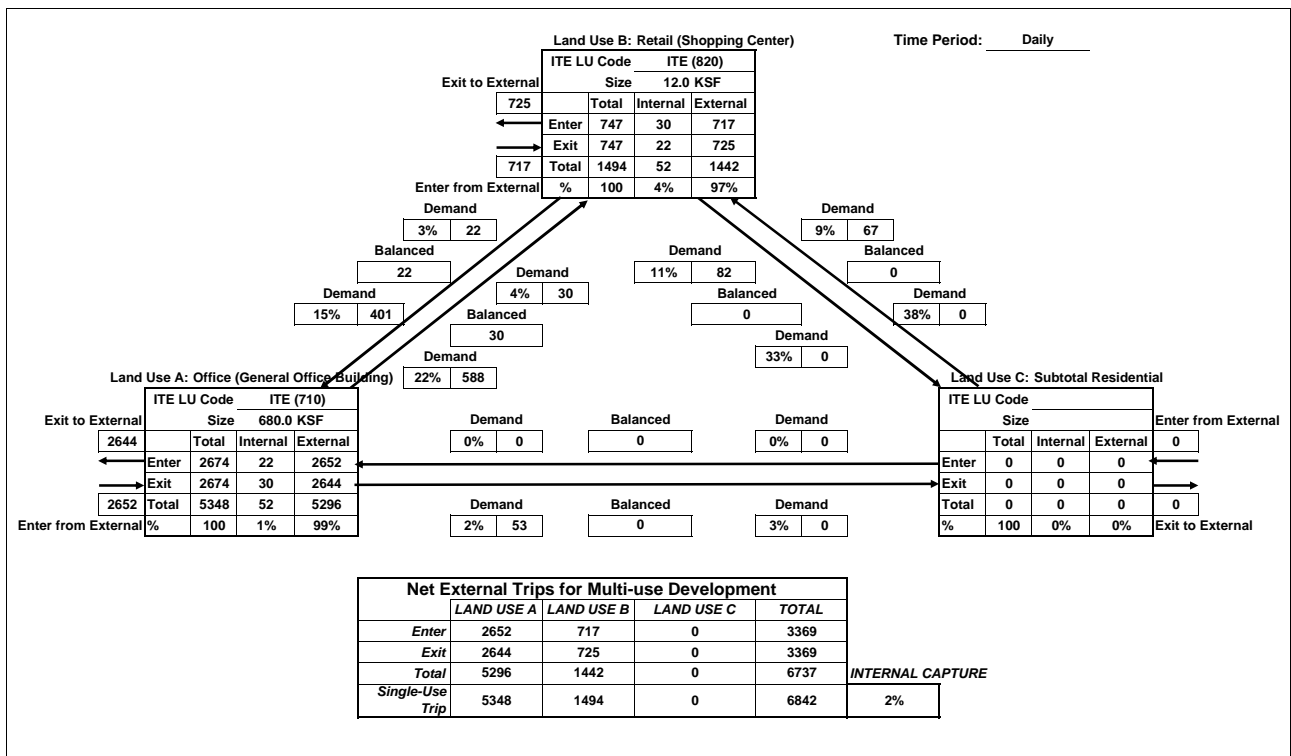 Land Use B: Retail (Shopping Center)
Time Period: Daily
ITE LU Code ITE (820)
Exit to External
Size 12.0 KSF
725
Total Internal External
Enter 747 30 717
Exit 747 22 725
717
Total 1494 52 1442
Enter from External
% 100 4% 97%
Demand
3% 22
Balanced
22
Demand
15% 401
Demand
4% 30
Balanced
30
Demand
22% 588
Demand
11% 82
Balanced
0
Demand
33% 0
Demand
9% 67
Balanced
0
Demand
38% 0
Land Use A: Office (General Office Building)
ITE LU Code ITE (710)
Exit to External
Size 680.0 KSF
2644
Total Internal External
Enter 2674 22 2652
Exit 2674 30 2644
2652
Total 5348 52 5296
Enter from External
% 100 1% 99%
Demand Balanced Demand
0% 0 0 0% 0
Demand Balanced Demand
2% 53 0 3% 0
Land Use C: Subtotal Residential
ITE LU Code
Size
Enter from External
Total Internal External
0
Enter 0 0 0
Exit 0 0 0
Total 0 0 0
0
% 100 0% 0%
Exit to External
Net External Trips for Multi-use Development
LAND USE A LAND USE B LAND USE C TOTAL
Enter 2652 717 0 3369
Exit 2644 725 0 3369
Total 5296 1442 0 6737
INTERNAL CAPTURE
Single-Use
Trip
5348 1494 0 6842
2%